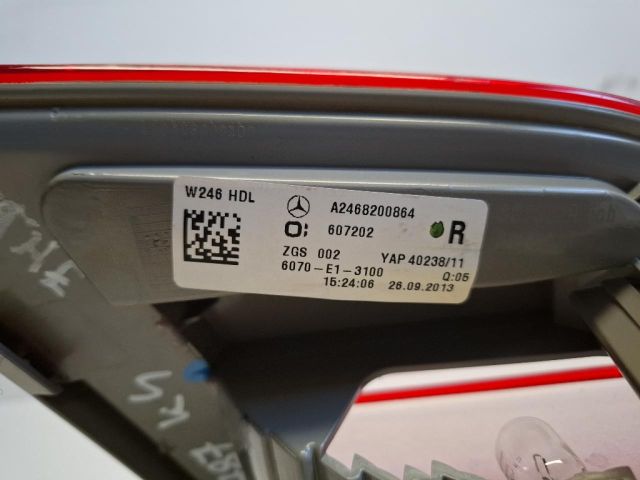 W246 HDL A2468200864
607202 R
ZGS 002 YAP 40238/11
6070-E1-3100 Q:05
15:24:06 26.09.2013